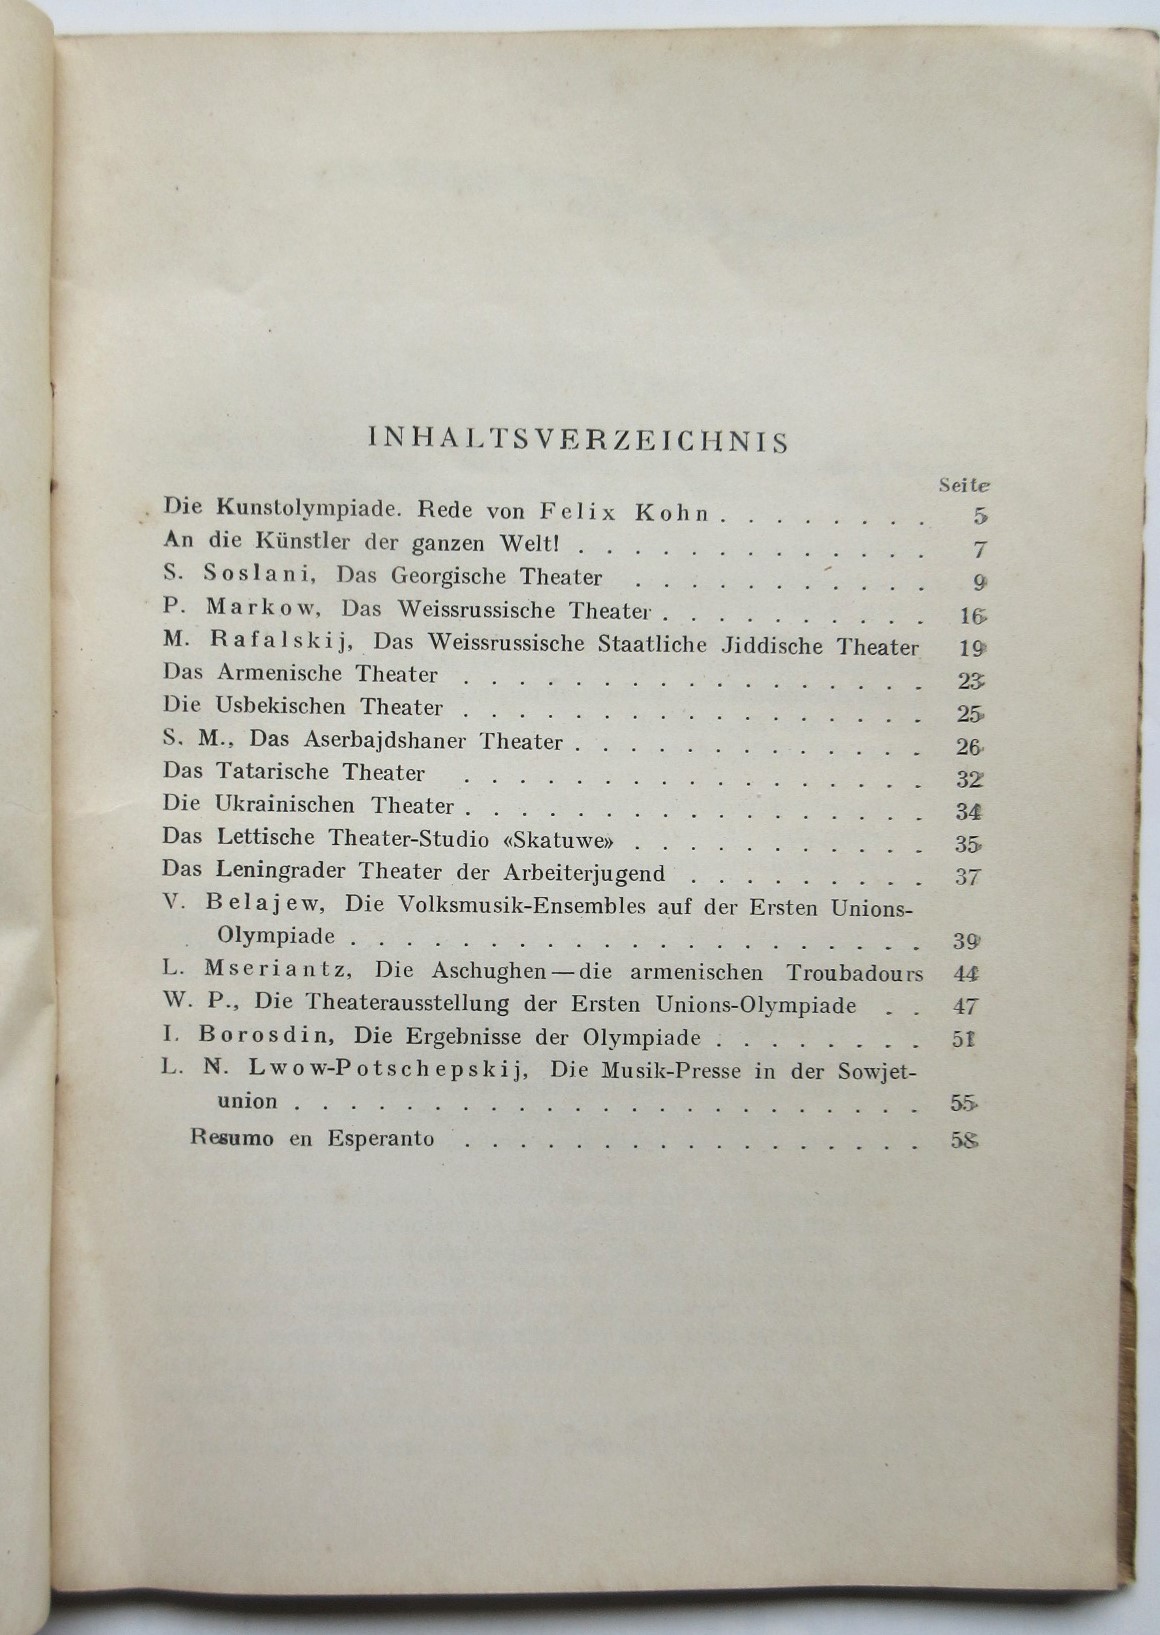 INHALTSVERZEICHNIS
Seite
Die Kunstolympiade. Rede von Felix Kohn . . . . . . . . 5
An die Künstler der ganzen Welt! . . . . . . . . . . . . . 7
S. Soslani, Das Georgische Theater . . . . . . . . . . . 9
P. Markow, Das Weissrussische Theater . . . . . . . . . . 16
M. Rafalskij, Das Weissrussische Staatliche Jiddische Theater 19
Das Armenische Theater . . . . . . . . . . . . . . . . . 23
Die Usbekischen Theater . . . . . . . . . . . . . . . . . 25
S. M., Das Aserbajdshaner Theater . . . . . . . . . . . . . 26
Das Tatarische Theater . . . . . . . . . . . . . . . . . 32
Die Ukrainischen Theater . . . . . . . . . . . . . . . . . 34
Das Lettische Theater-Studio «Skatuwe» . . . . . . . . . . . 35
Das Leningrader Theater der Arbeiterjugend . . . . . . . . . 37
V. Belajew, Die Volksmusik-Ensembles auf der Ersten Unions-
Olympiade . . . . . . . . . . . . . . . . . . . . . 39
L. Mseriantz, Die Aschughen — die armenischen Troubadours 44
W. P., Die Theaterausstellung der Ersten Unions-Olympiade . . 47
I. Borosdin, Die Ergebnisse der Olympiade . . . . . . . . 51
L. N. Lwow-Potschepskij, Die Musik-Presse in der Sowjet-
union . . . . . . . . . . . . . . . . . . . . . . . 55
Resumo en Esperanto . . . . . . . . . . . . . . . . . 58